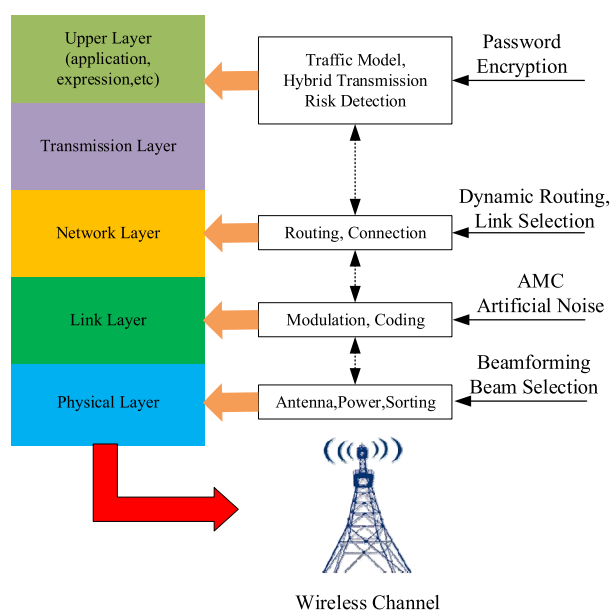 Upper Layer
(application,
expression,etc)
Traffic Model,
Hybrid Transmission
Risk Detection
Password
Encryption
Transmission Layer
Network Layer
Routing, Connection
Dynamic Routing,
Link Selection
Link Layer
Modulation, Coding
AMC
Artificial Noise
Physical Layer
Antenna,Power,Sorting
Beamforming
Beam Selection
Wireless Channel